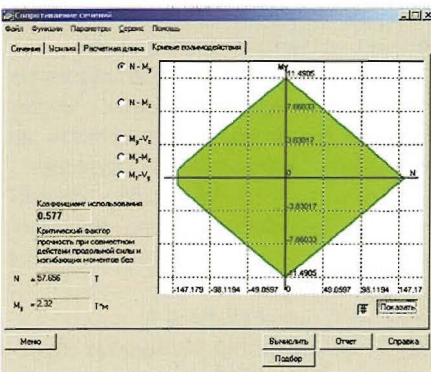 Сопротивление сечений
Файл Функции Параметры Сервис Помощь
Сечение Усилия Расчетная длина Кривые взаимодействия
N - My
N - Mz
My-Vz
My-Mz
Mz-Vy
My
11.4905
7.66033
3.83017
0
N
-3.83017
-7.66033
-11.4905
-147.179 -98.1194 -49.0597 0 49.0597 98.1194 147.17
Коэффициент использования
0.577
Критический фактор
прочность при совместном
действии продольной силы и
изгибающих моментов без
N = 57.656 Т
My = 2.32 Т*м
Показать
Меню Вычислить Отчет Справка
Подбор